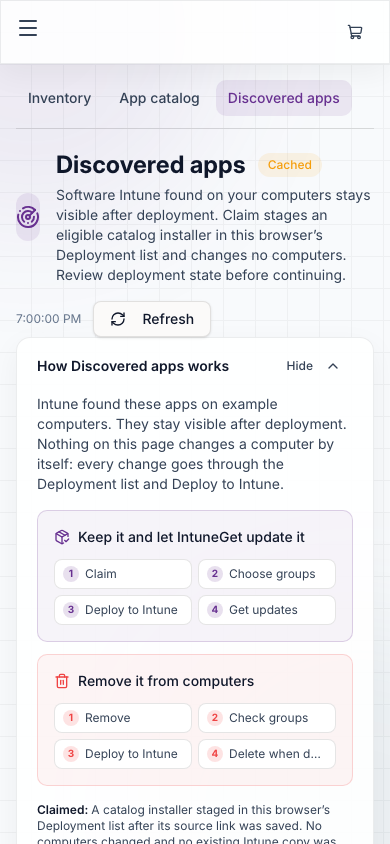 Inventory App catalog Discovered apps
Discovered apps Cached
Software Intune found on your computers stays
visible after deployment. Claim stages an
eligible catalog installer in this browser’s
Deployment list and changes no computers.
Review deployment state before continuing.
7:00:00 PM Refresh
How Discovered apps works Hide
Intune found these apps on example
computers. They stay visible after deployment.
Nothing on this page changes a computer by
itself: every change goes through the
Deployment list and Deploy to Intune.
Keep it and let IntuneGet update it
1 Claim 2 Choose groups
3 Deploy to Intune 4 Get updates
Remove it from computers
1 Remove 2 Check groups
3 Deploy to Intune 4 Delete when d...
Claimed: A catalog installer staged in this browser’s
Deployment list after its source link was saved. No
computers changed and no existing Intune copy was